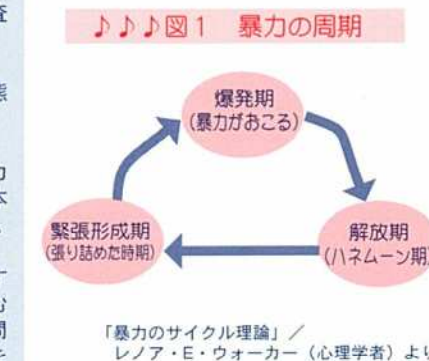 ♪♪♪図1 暴力の周期
爆発期
(暴力がおこる)
緊張形成期
(張り詰めた時期)
解放期
(ハネムーン期)
「暴力のサイクル理論」/
レノア・E・ウォーカー(心理学者)より